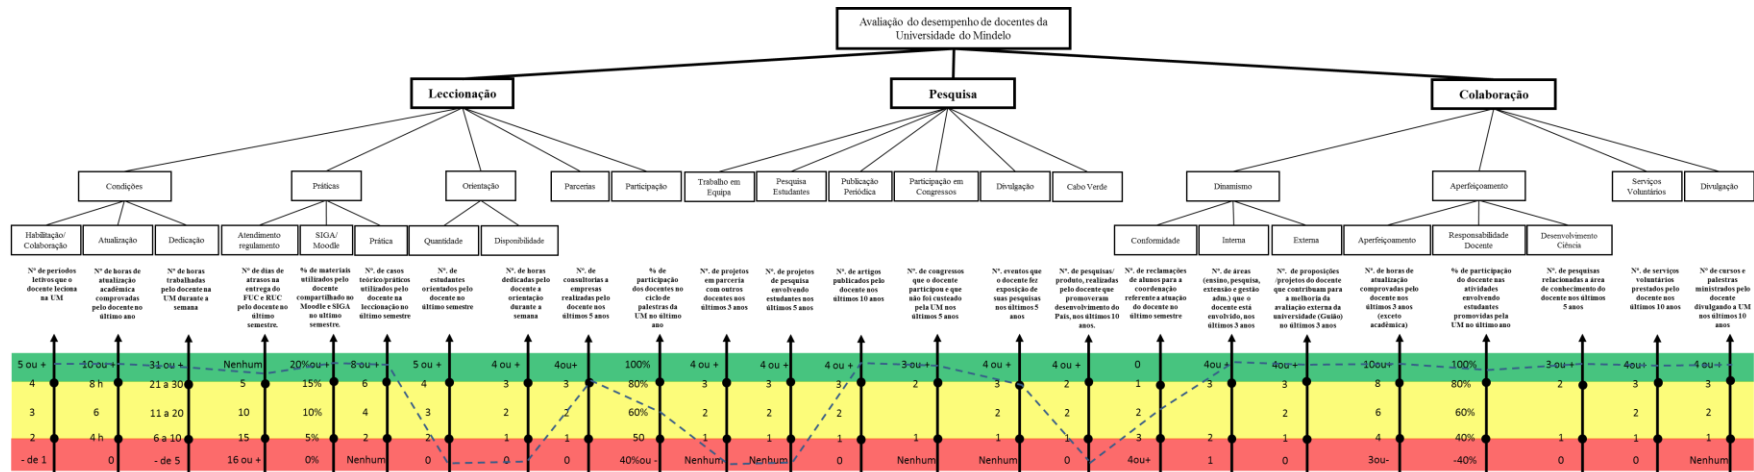 Avaliação do desempenho de docentes da
Universidade do Mindelo
Leccionação
Pesquisa
Colaboração
Condições
Práticas
Orientação
Parcerias
Participação
Trabalho em
Equipa
Pesquisa
Estudantes
Publicação
Periódica
Participação em
Congressos
Divulgação
Cabo Verde
Dinamismo
Aperfeiçoamento
Serviços
Voluntários
Divulgação
Habilitação/
Colaboração
Atualização
Dedicação
Atendimento
regulamento
SIGA/
Moodle
Prática
Quantidade
Disponibilidade
Conformidade
Interna
Externa
Aperfeiçoamento
Responsabilidade
Docente
Desenvolvimento
Ciência
Nº de períodos
letivos que o
docente leciona
na UM
Nº de horas de
atualização
acadêmica
comprovadas
pelo docente no
último ano
Nº de horas
trabalhadas
pelo docente na
UM durante a
semana
Nº de dias de
atrasos na
entrega do
FUC e RUC
pelo docente no
último
semestre.
% de materiais
utilizados pelo
docente
compartilhado no
Moodle e SIGA
no último
semestre.
Nº. de casos
teórico/práticos
utilizados pelo
docente na
leccionação no
último semestre
Nº. de
estudantes
orientados pelo
docente no
último semestre
Nº. de horas
dedicadas pelo
docente a
orientação
durante a
semana
Nº. de
consultorias a
empresas
realizadas pelo
docente nos
últimos 5 anos
% de
participação
dos docentes no
ciclo de
palestras da
UM no último
ano
Nº. de projetos
em parceria
com outros
docentes nos
últimos 3 anos
Nº. de projetos
de pesquisa
envolvendo
estudantes nos
últimos 5 anos
Nº. de artigos
publicados pelo
docente nos
últimos 10 anos
Nº. de congressos
que o docente
participou e que
não foi custeado
pela UM nos
últimos 5 anos
Nº. eventos que
o docente fez
exposição de
suas pesquisas
nos últimos 5
anos
Nº. de pesquisas/
produto, realizadas
pelo docente que
promoveram
desenvolvimento do
País, nos últimos 10
anos.
Nº. de reclamações
de alunos para a
coordenação
referente a atuação
do docente no
último semestre
Nº. de áreas
(ensino, pesquisa,
extensão e gestão
adm.) que o
docente está
envolvido, nos
últimos 3 anos
Nº. de proposições
/projetos do docente
que contribuam para
a melhoria da
avaliação externa da
universidade (Guião)
no últimos 3 anos
Nº. de horas de
atualização
comprovadas pelo
docente nos
últimos 3 anos
(exceto
acadêmica)
% de participação
do docente nas
atividades
envolvendo
estudantes
promovidas pela
UM no último ano
Nº. de pesquisas
relacionadas a área
de conhecimento do
docente nos últimos
5 anos
Nº. de serviços
voluntários
prestados pelo
docente nos
últimos 10 anos
Nº de cursos e
palestras
ministrados pelo
docente
divulgando a UM
nos últimos 10
anos
5 ou + 10 ou+ 31 ou + Nenhum 20%ou + 8 ou + 5 ou + 4 ou + 4ou+ 100% 4 ou + 4 ou + 4 ou + 3 ou + 4 ou + 4 ou + 0 4ou+ 4ou + 10ou+ 100% 3 ou + 4ou+ 4 ou +
4 8 h 21 a 30 5 15% 6 4 3 3 80% 3 3 3 2 3 2 1 3 3 8 80% 2 3 3
3 6 11 a 20 10 10% 4 3 2 2 60% 2 2 2 2 2 2 2 6 60% 2 2
2 4 h 6 a 10 15 5% 2 2 1 1 50 1 1 1 1 1 1 3 2 1 4 40% 1 1 1
- de 1 0 - de 5 16 ou + 0% Nenhum 0 0 0 40%ou - Nenhum Nenhum 0 Nenhum Nenhum 0 4ou+ 1 0 3ou- -40% 0 0 Nenhum